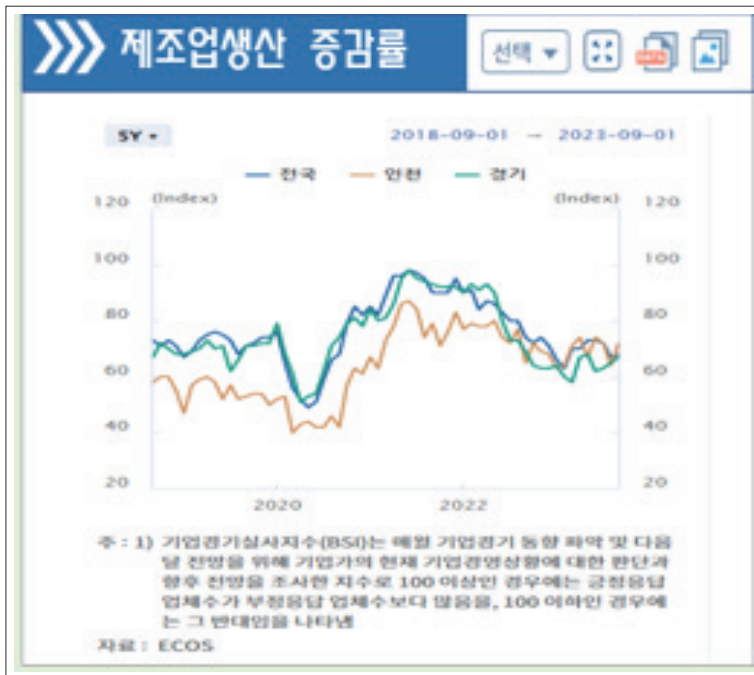 제조업생산 증감률
선택 ▼
DATA
5Y
2018-09-01 → 2023-09-01
전국 인천 경기
(Index) (Index)
120 120
100 100
80 80
60 60
40 40
20 20
2020 2022
주 : 1) 기업경기실사지수(BSI)는 매월 기업경기 동향 파악 및 다음
달 전망을 위해 기업가의 현재 기업경영상황에 대한 판단과
향후 전망을 조사한 지수로 100 이상인 경우에는 긍정응답
업체수가 부정응답 업체수보다 많음을, 100 이하인 경우에
는 그 반대임을 나타냄
자료 : ECOS